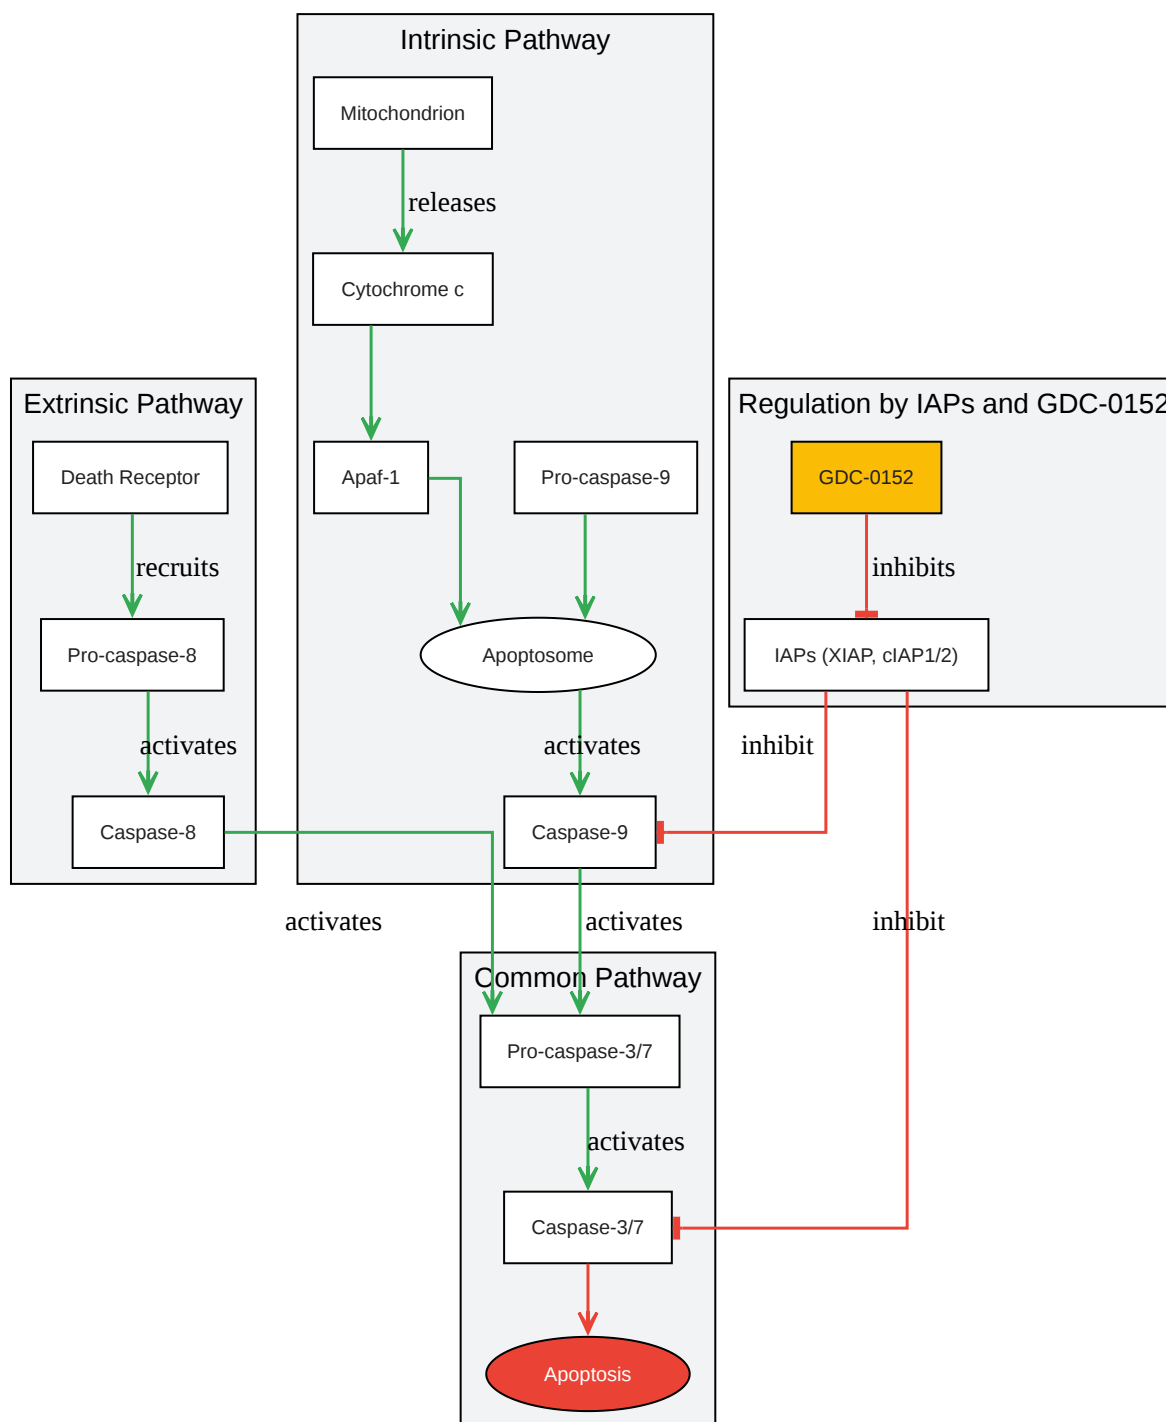 Intrinsic Pathway
Mitochondrion
releases
Cytochrome c
Extrinsic Pathway
Regulation by IAPs and GDC-0152
Death Receptor
Apaf-1
Pro-caspase-9
GDC-0152
recruits
inhibits
Pro-caspase-8
Apoptosome
IAPs (XIAP, cIAP1/2)
activates
activates
inhibit
Caspase-8
Caspase-9
activates
activates
inhibit
Common Pathway
Pro-caspase-3/7
activates
Caspase-3/7
Apoptosis